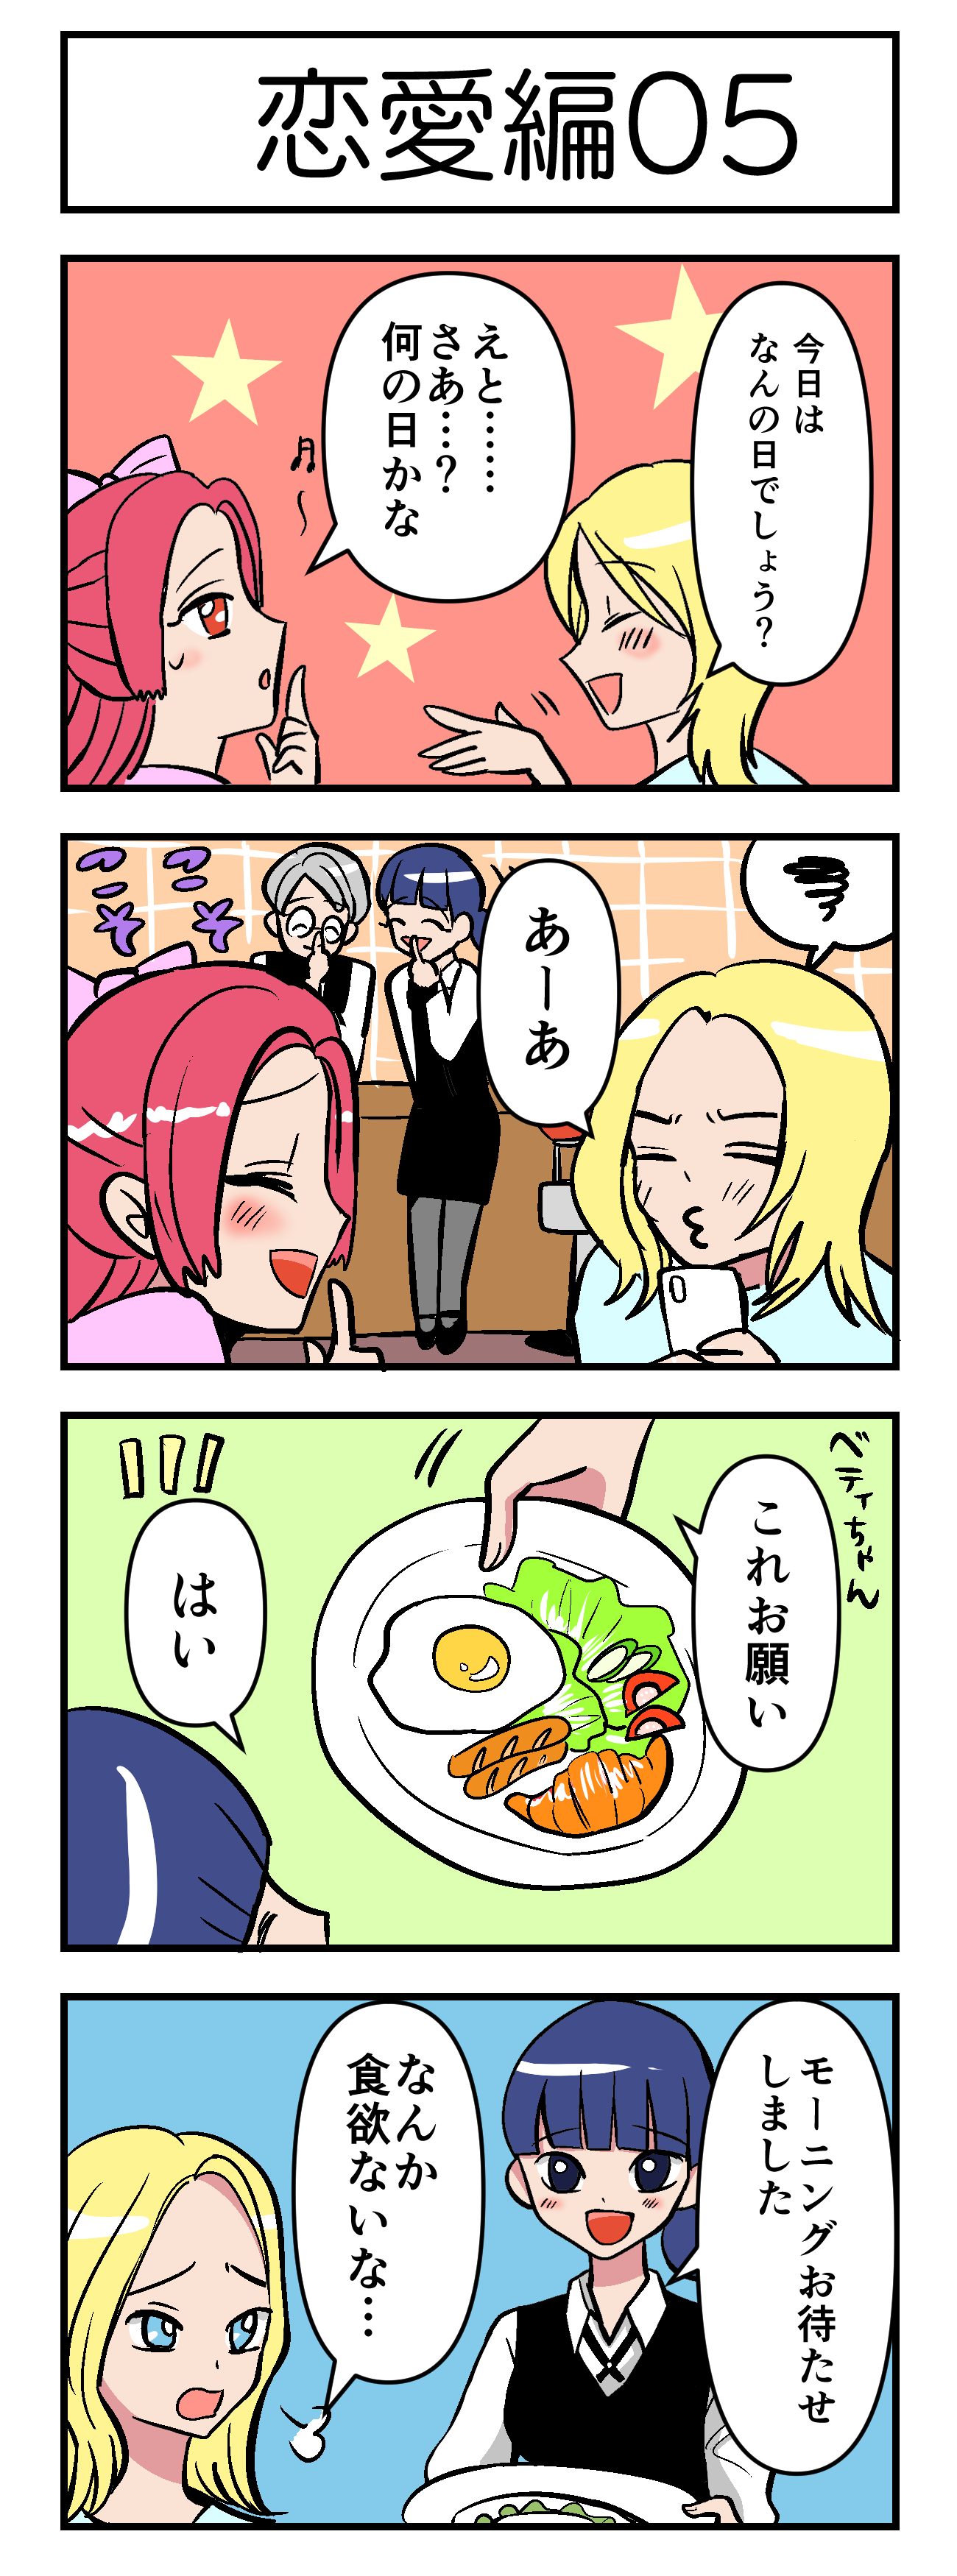 恋愛編05
今日は
なんの日でしょう?
えと………
さあ…?
何の日かな
あーあ
こそ
こそ
ベティちゃん
これお願い
はい
モーニングお待たせ
しました
なんか
食欲ないな…